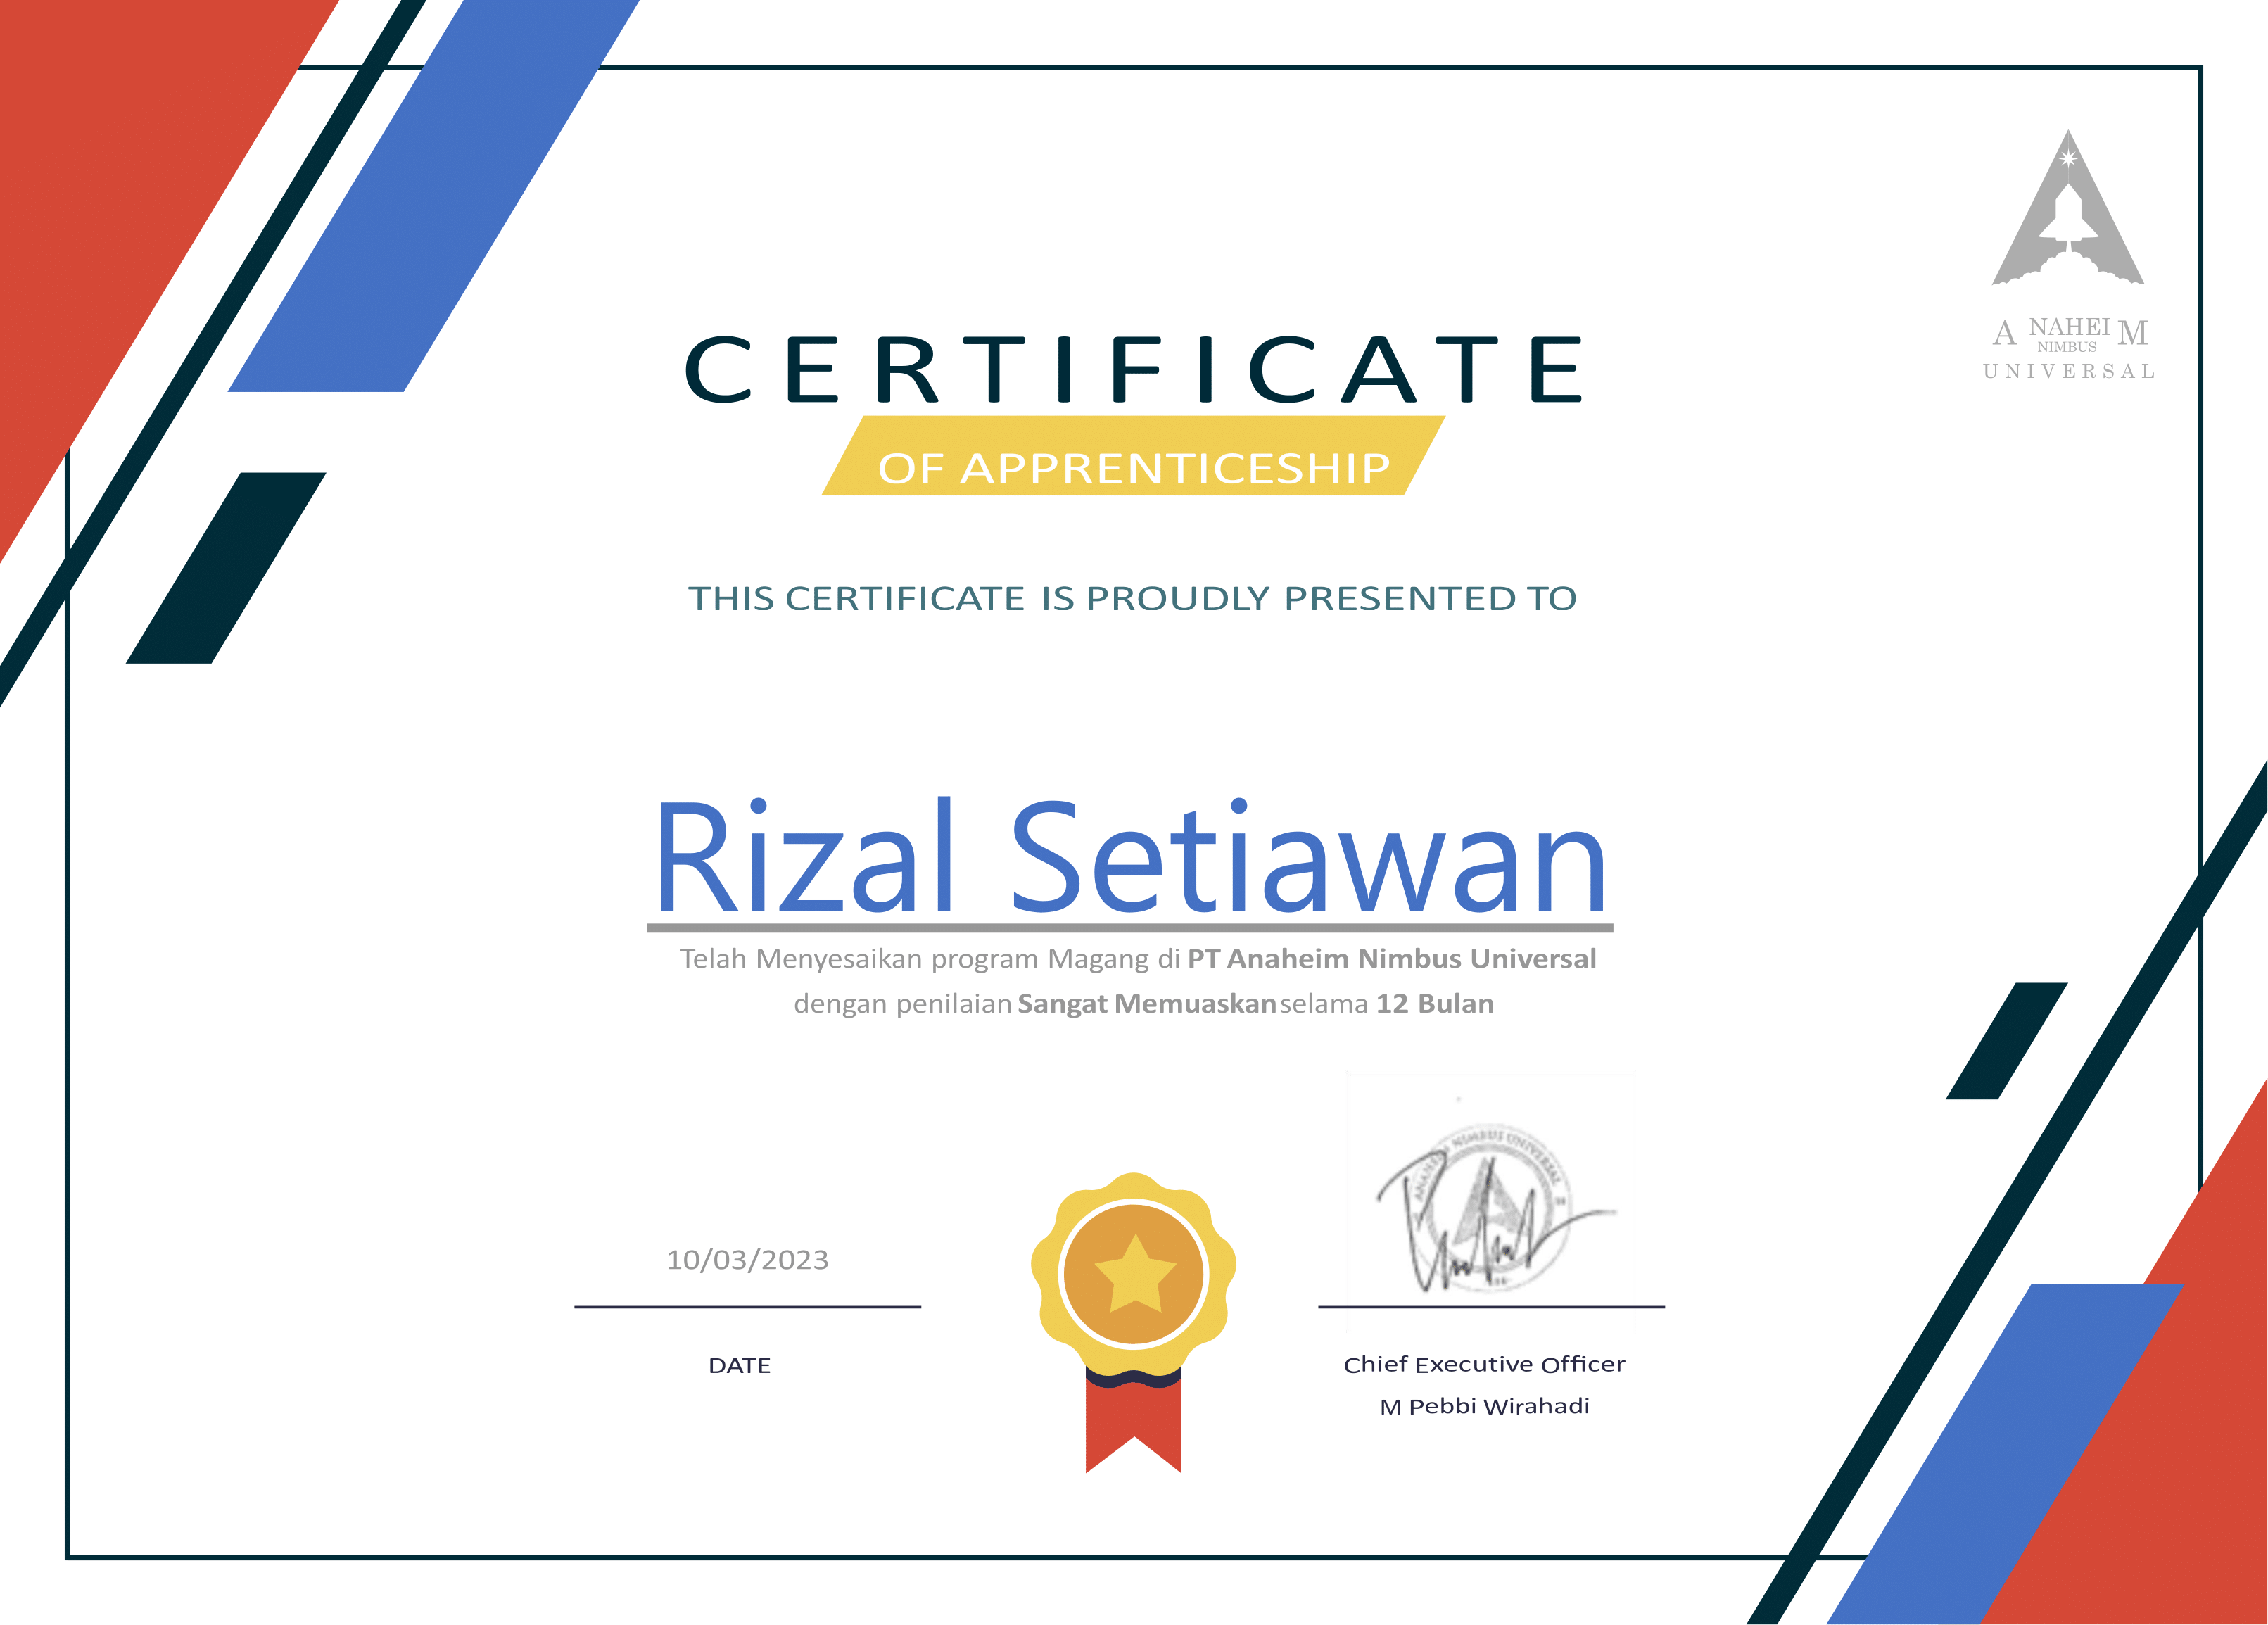 A NAHEI M
NIMBUS
UNIVERSAL
CERTIFICATE
OF APPRENTICESHIP
THIS CERTIFICATE IS PROUDLY PRESENTED TO
Rizal Setiawan
Telah Menyesaikan program Magang di PT Anaheim Nimbus Universal
dengan penilaian Sangat Memuaskan selama 12 Bulan
ANAHEIM NIMBUS UNIVERSAL
10/03/2023
DATE
Chief Executive Officer
M Pebbi Wirahadi